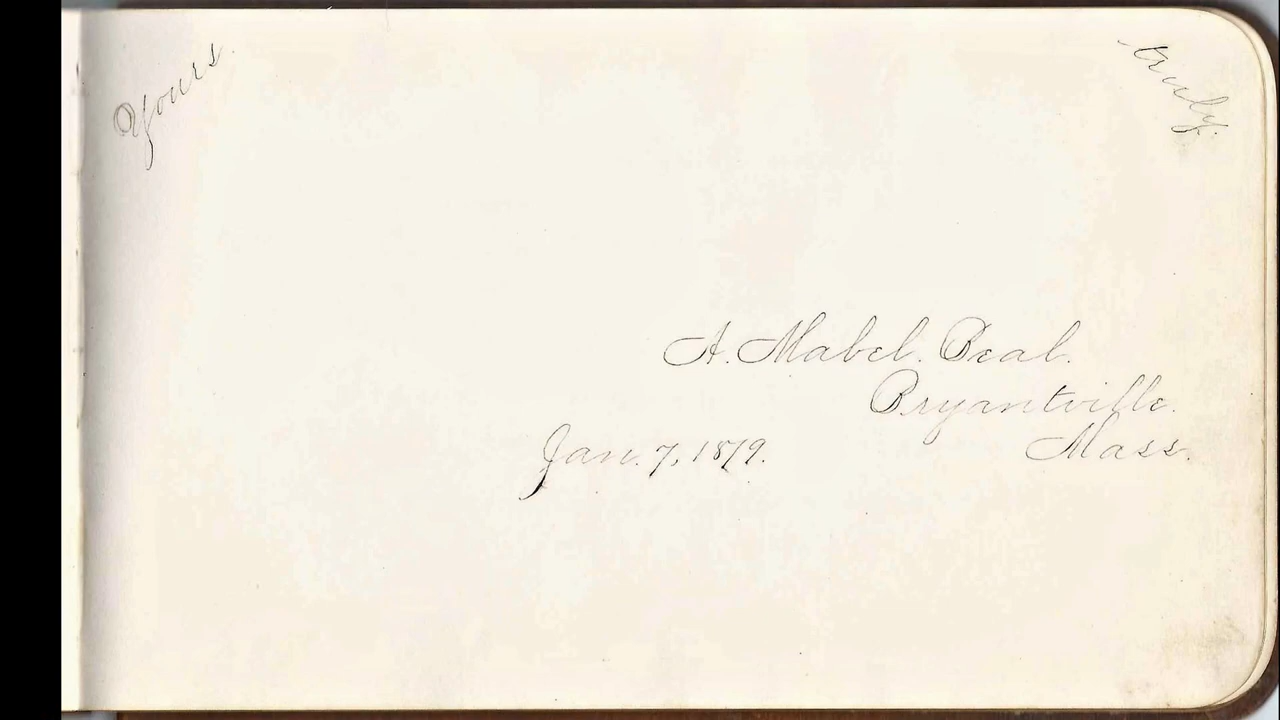 Yours.
truly.
A. Mabel. Beal.
Bryantville.
Mass.
Jan. 7, 1879.